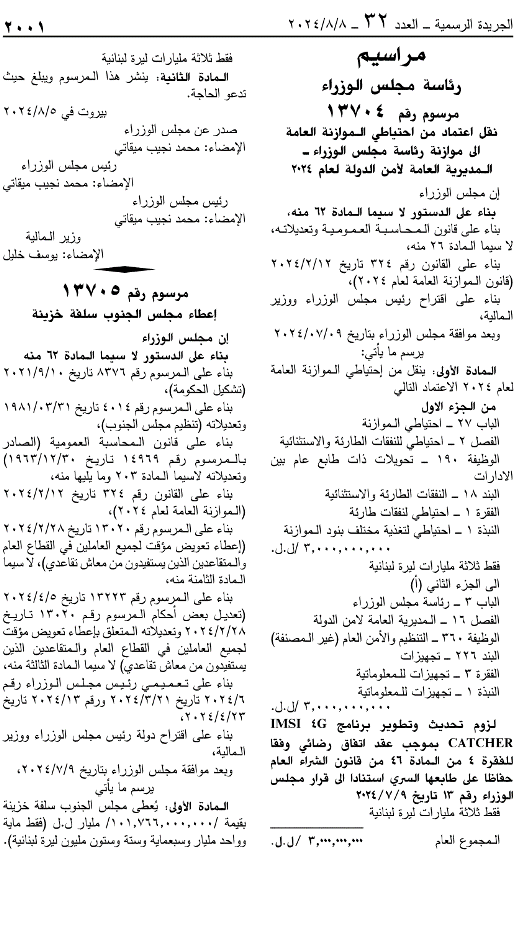 الجريدة الرسمية ــ العدد ٣٢ ــ ٢٠٢٤/٨/٨
٢٠٠١
مراسيم
رئاسة مجلس الوزراء
مرسوم رقم ١٣٧٠٤
نقل اعتماد من احتياطي الموازنة العامة
الى موازنة رئاسة مجلس الوزراء ــ
المديرية العامة لأمن الدولة لعام ٢٠٢٤
إن مجلس الوزراء
بناء على الدستور لا سيما المادة ٦٢ منه،
بناء على قانون المحاسبة العمومية وتعديلاته،
لا سيما المادة ٢٦ منه،
بناء على القانون رقم ٣٢٤ تاريخ ٢٠٢٤/٢/١٢
(قانون الموازنة العامة لعام ٢٠٢٤)،
بناء على اقتراح رئيس مجلس الوزراء ووزير
المالية،
وبعد موافقة مجلس الوزراء بتاريخ ٢٠٢٤/٠٧/٠٩
يرسم ما يأتي:
المادة الأولى: ينقل من إحتياطي الموازنة العامة
لعام ٢٠٢٤ الاعتماد التالي
من الجزء الاول
الباب ٢٧ ــ احتياطي الموازنة
الفصل ٢ ــ احتياطي للنفقات الطارئة والاستثنائية
الوظيفة ١٩٠ ــ تحويلات ذات طابع عام بين
الادارات
البند ١٨ ــ النفقات الطارئة والاستثنائية
الفقرة ١ ــ احتياطي لنفقات طارئة
النبذة ١ ــ احتياطي لتغذية مختلف بنود الموازنة
٣,٠٠٠,٠٠٠,٠٠٠ /ل.ل.
فقط ثلاثة مليارات ليرة لبنانية
الى الجزء الثاني (أ)
الباب ٣ ــ رئاسة مجلس الوزراء
الفصل ١٦ ــ المديرية العامة لامن الدولة
الوظيفة ٣٦٠ ــ التنظيم والأمن العام (غير المصنفة)
البند ٢٢٦ ــ تجهيزات
الفقرة ٣ ــ تجهيزات للمعلوماتية
النبذة ١ ــ تجهيزات للمعلوماتية
٣,٠٠٠,٠٠٠,٠٠٠ /ل.ل.
لزوم تحديث وتطوير برنامج IMSI ٤G
CATCHER بموجب عقد اتفاق رضائي وفقا
للفقرة ٤ من المادة ٤٦ من قانون الشراء العام
حفاظا على طابعها السري استنادا الى قرار مجلس
الوزراء رقم ١٣ تاريخ ٢٠٢٤/٧/٩
فقط ثلاثة مليارات ليرة لبنانية
المجموع العام ٣,٠٠٠,٠٠٠,٠٠٠ /ل.ل.
فقط ثلاثة مليارات ليرة لبنانية
المادة الثانية: ينشر هذا المرسوم ويبلغ حيث
تدعو الحاجة.
بيروت في ٢٠٢٤/٨/٥
صدر عن مجلس الوزراء
الإمضاء: محمد نجيب ميقاتي
رئيس مجلس الوزراء
الإمضاء: محمد نجيب ميقاتي
رئيس مجلس الوزراء
الإمضاء: محمد نجيب ميقاتي
وزير المالية
الإمضاء: يوسف خليل
مرسوم رقم ١٣٧٠٥
إعطاء مجلس الجنوب سلفة خزينة
إن مجلس الوزراء
بناء على الدستور لا سيما المادة ٦٢ منه
بناء على المرسوم رقم ٨٣٧٦ تاريخ ٢٠٢١/٩/١٠
(تشكيل الحكومة)،
بناء على المرسوم رقم ٤٠١٤ تاريخ ١٩٨١/٠٣/٣١
وتعديلاته (تنظيم مجلس الجنوب)،
بناء على قانون المحاسبة العمومية (الصادر
بالمرسوم رقم ١٤٩٦٩ تاريخ ١٩٦٣/١٢/٣٠)
وتعديلاته لاسيما المادة ٢٠٣ وما يليها منه،
بناء على القانون رقم ٣٢٤ تاريخ ٢٠٢٤/٢/١٢
(الموازنة العامة لعام ٢٠٢٤)،
بناء على المرسوم رقم ١٣٠٢٠ تاريخ ٢٠٢٤/٢/٢٨
(إعطاء تعويض مؤقت لجميع العاملين في القطاع العام
والمتقاعدين الذين يستفيدون من معاش تقاعدي)، لا سيما
المادة الثامنة منه،
بناء على المرسوم رقم ١٣٢٢٣ تاريخ ٢٠٢٤/٤/٥
(تعديل بعض أحكام المرسوم رقم ١٣٠٢٠ تاريخ
٢٠٢٤/٢/٢٨ وتعديلاته المتعلق بإعطاء تعويض مؤقت
لجميع العاملين في القطاع العام والمتقاعدين الذين
يستفيدون من معاش تقاعدي) لا سيما المادة الثالثة منه،
بناء على تعميمي رئيس مجلس الوزراء رقم
٢٠٢٤/٦ تاريخ ٢٠٢٤/٣/٢١ ورقم ٢٠٢٤/١٣ تاريخ
٢٠٢٤/٤/٢٣،
بناء على اقتراح دولة رئيس مجلس الوزراء ووزير
المالية،
وبعد موافقة مجلس الوزراء بتاريخ ٢٠٢٤/٧/٩،
يرسم ما يأتي
المادة الأولى: يُعطى مجلس الجنوب سلفة خزينة
بقيمة /١٠١,٧٦٦,٠٠٠,٠٠٠/ مليار ل.ل (فقط ماية
وواحد مليار وسبعماية وستة وستون مليون ليرة لبنانية).